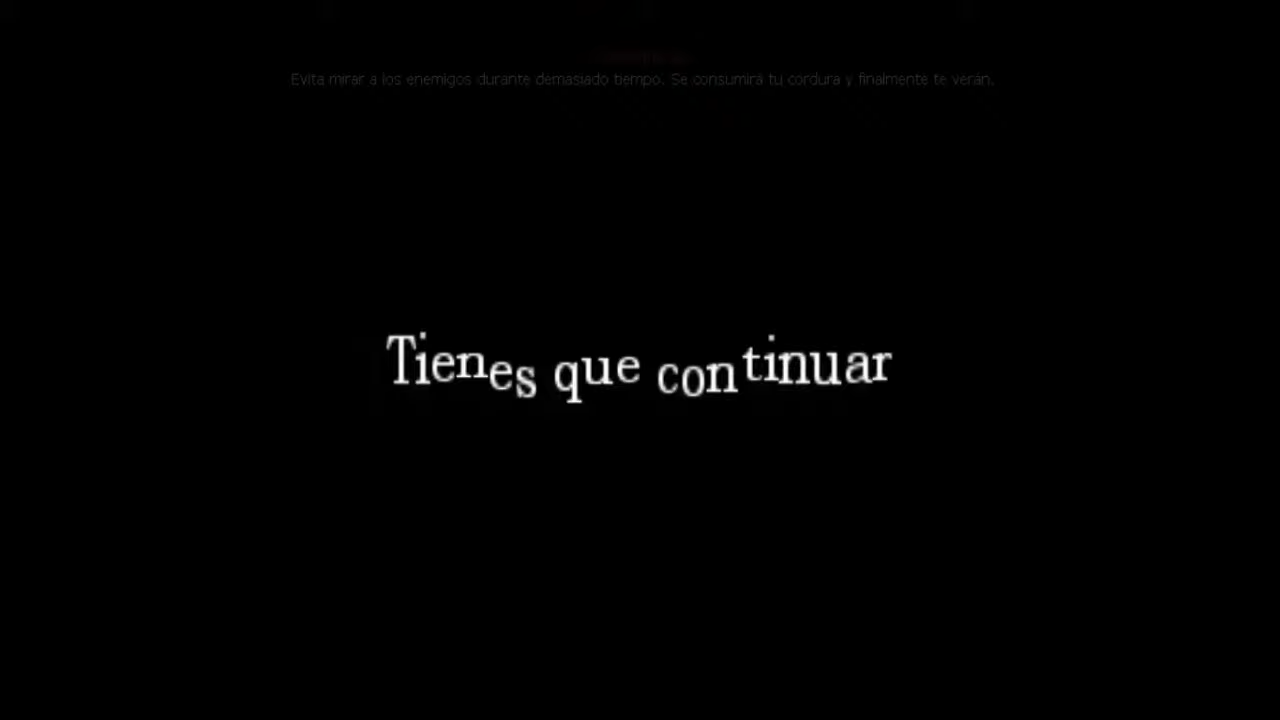 Evita mirar a los enemigos durante demasiado tiempo. Se consumirá tu cordura y finalmente te verán.
Tienes que continuar